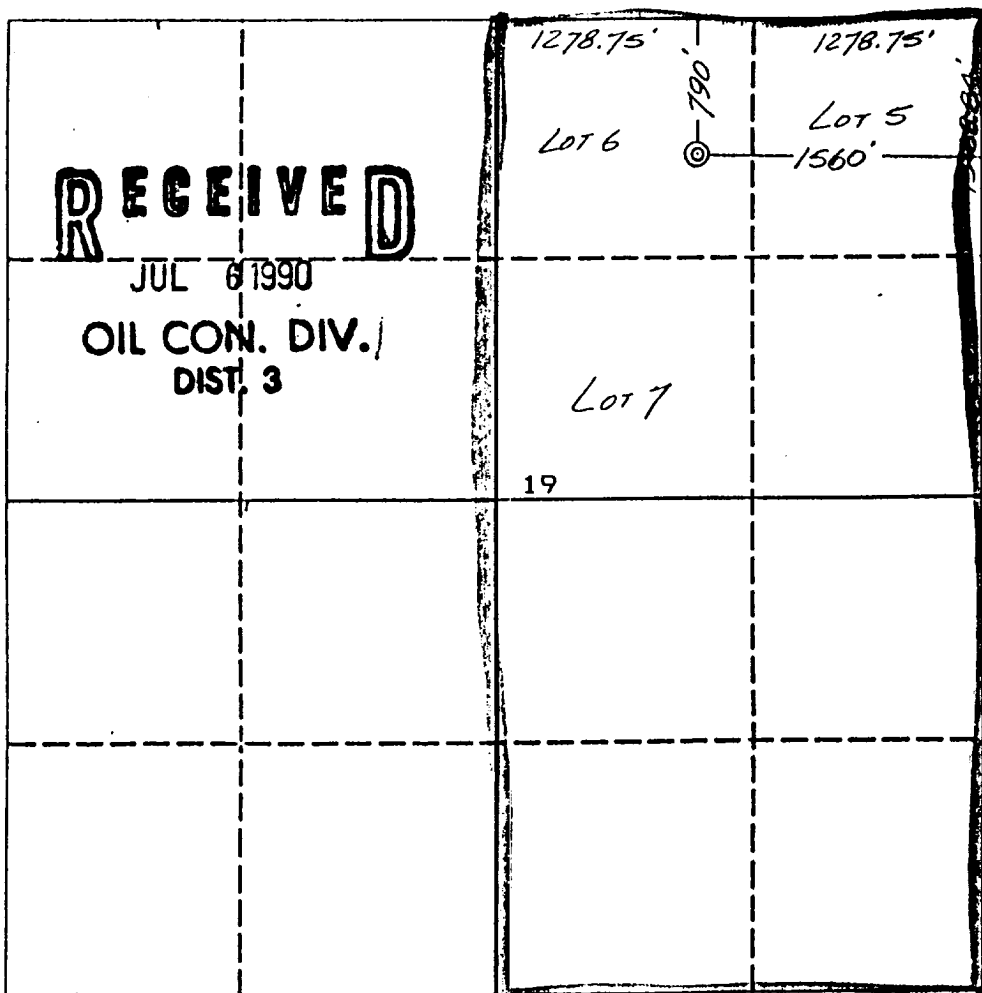 1278.75'
1278.75'
790'
LOT 6
LOT 5
1560'
RECEIVED
JUL 6 1990
OIL CON. DIV.
DIST. 3
LOT 7
19